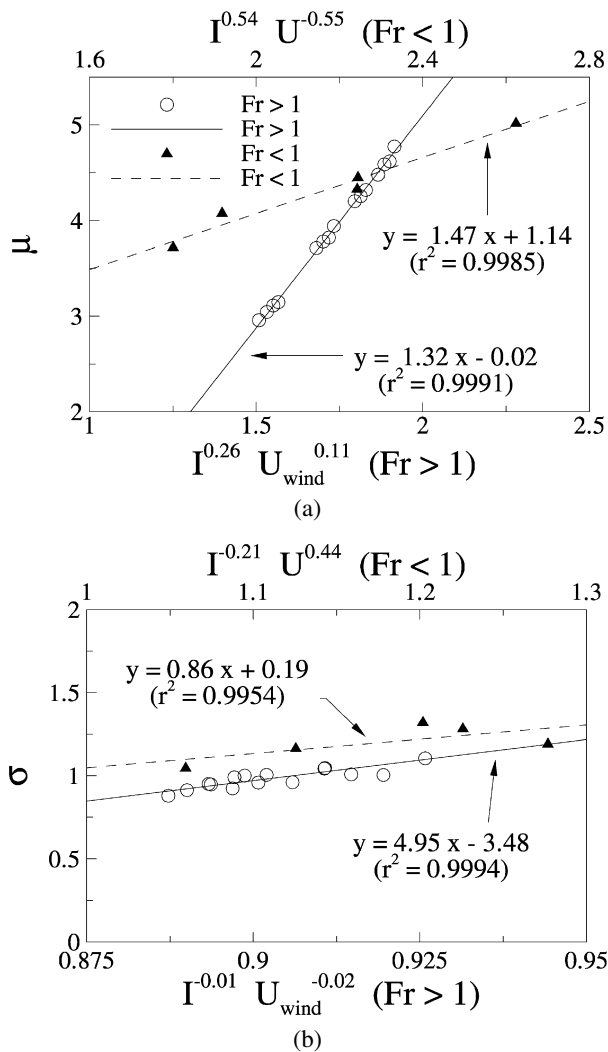 I^0.54 U^-0.55 (Fr < 1)
1.6 2 2.4 2.8
Fr > 1
Fr > 1
Fr < 1
Fr < 1
5
4
3
2
μ
y = 1.47 x + 1.14
(r^2 = 0.9985)
y = 1.32 x - 0.02
(r^2 = 0.9991)
1 1.5 2 2.5
I^0.26 U_wind^0.11 (Fr > 1)
(a)
I^-0.21 U^0.44 (Fr < 1)
1 1.1 1.2 1.3
2
1.5
1
0.5
0
σ
y = 0.86 x + 0.19
(r^2 = 0.9954)
y = 4.95 x - 3.48
(r^2 = 0.9994)
0.875 0.9 0.925 0.95
I^-0.01 U_wind^-0.02 (Fr > 1)
(b)